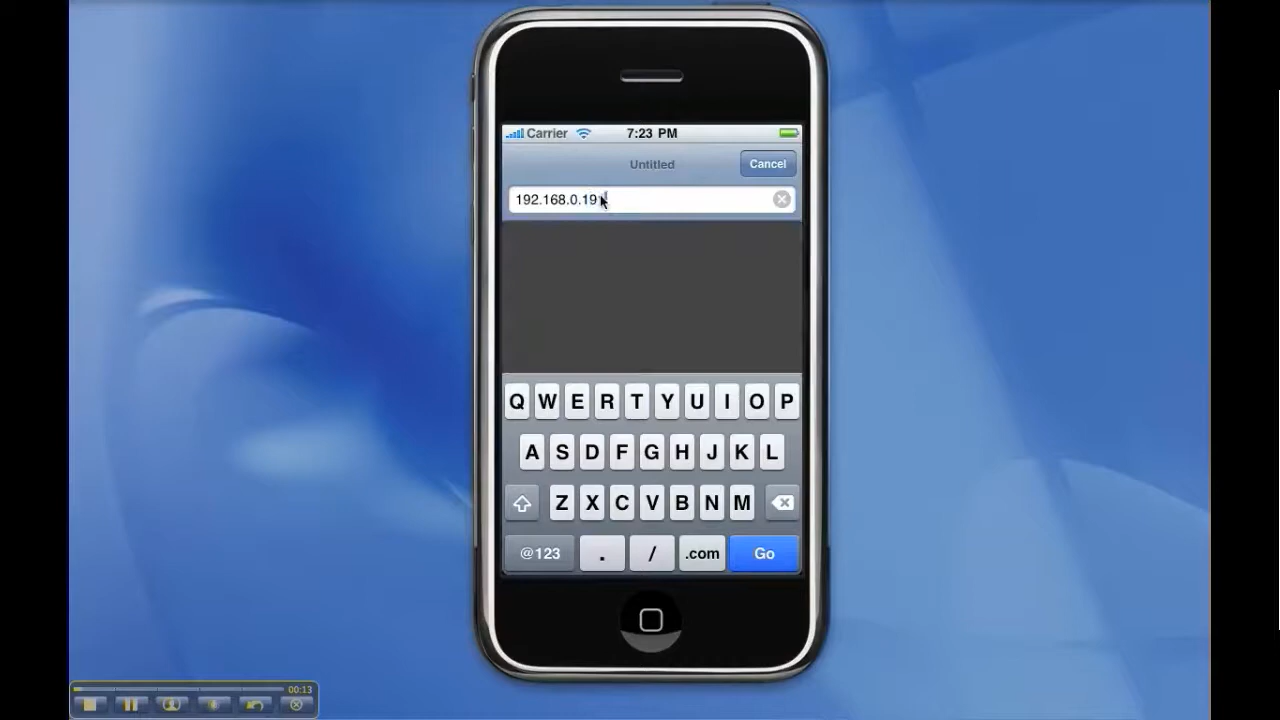 Carrier 7:23 PM
Untitled Cancel
192.168.0.19
Q W E R T Y U I O P
A S D F G H J K L
Z X C V B N M
@123 . / .com Go
00:13